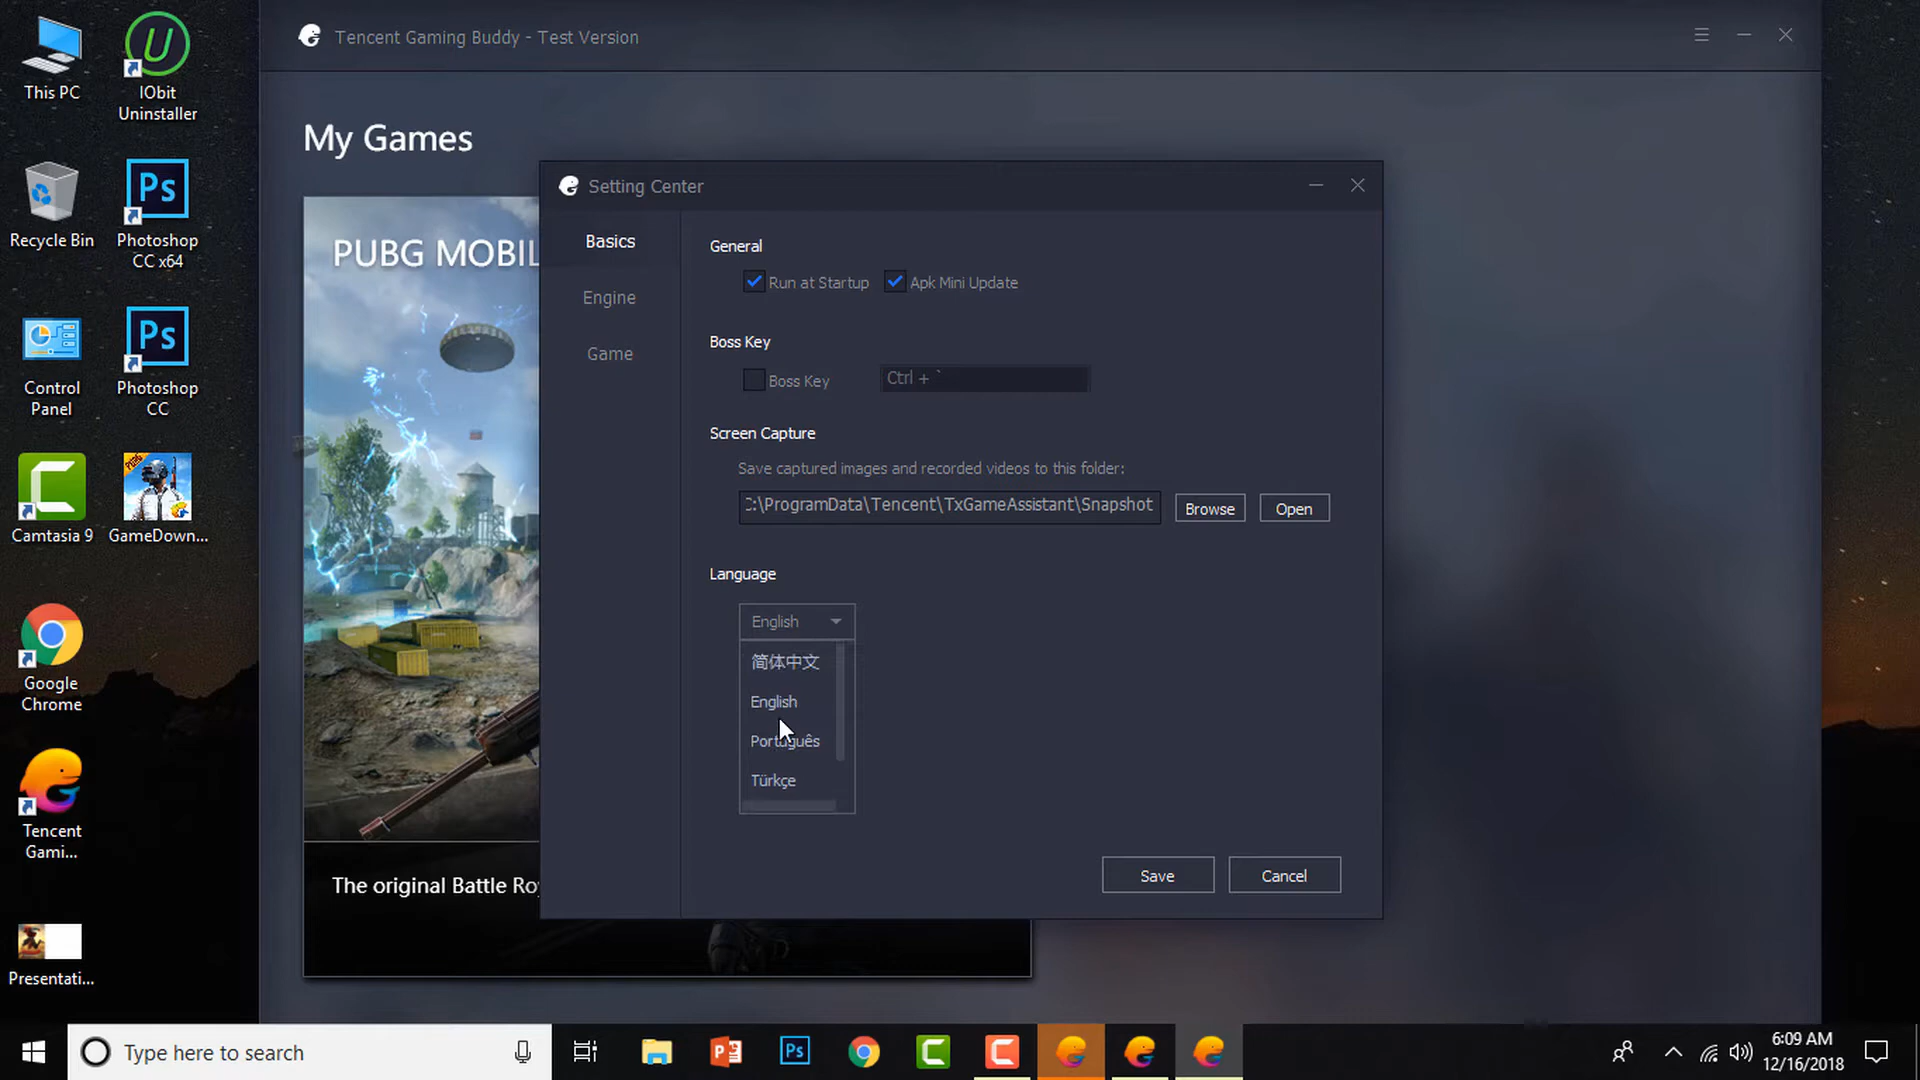 This PC
IObit
Uninstaller
Recycle Bin
Ps
Photoshop
CC x64
Control
Panel
Ps
Photoshop
CC
Camtasia 9
PUBG
GameDown...
Google
Chrome
Tencent
Gami...
Presentati...
Tencent Gaming Buddy - Test Version
My Games
PUBG MOBIL
The original Battle Ro
Setting Center
Basics
Engine
Game
General
Run at Startup
Apk Mini Update
Boss Key
Boss Key
Ctrl + `
Screen Capture
Save captured images and recorded videos to this folder:
C:\ProgramData\Tencent\TxGameAssistant\Snapshot
Browse
Open
Language
English
简体中文
English
Português
Türkçe
Save
Cancel
Type here to search
Ps
6:09 AM
12/16/2018